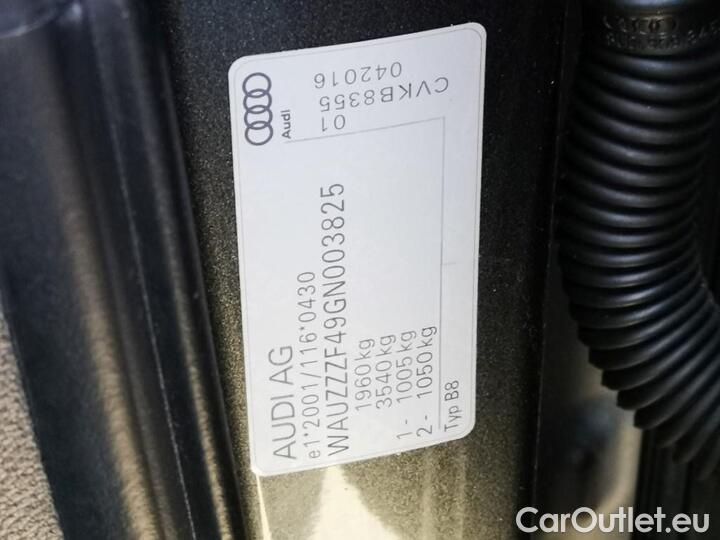 Audi
AUDI AG
e1*2001/116*0430
WAUZZZF49GN003825
1960kg
3540kg
1- 1005kg
2- 1050kg
Typ B8
01
CVKB8355
042016
CarOutlet.eu